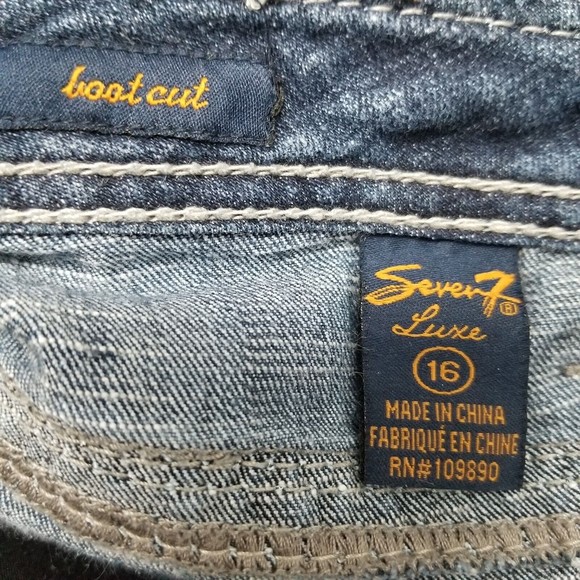 boot cut
Seven7®
Luxe
16
MADE IN CHINA
FABRIQUÉ EN CHINE
RN#109890